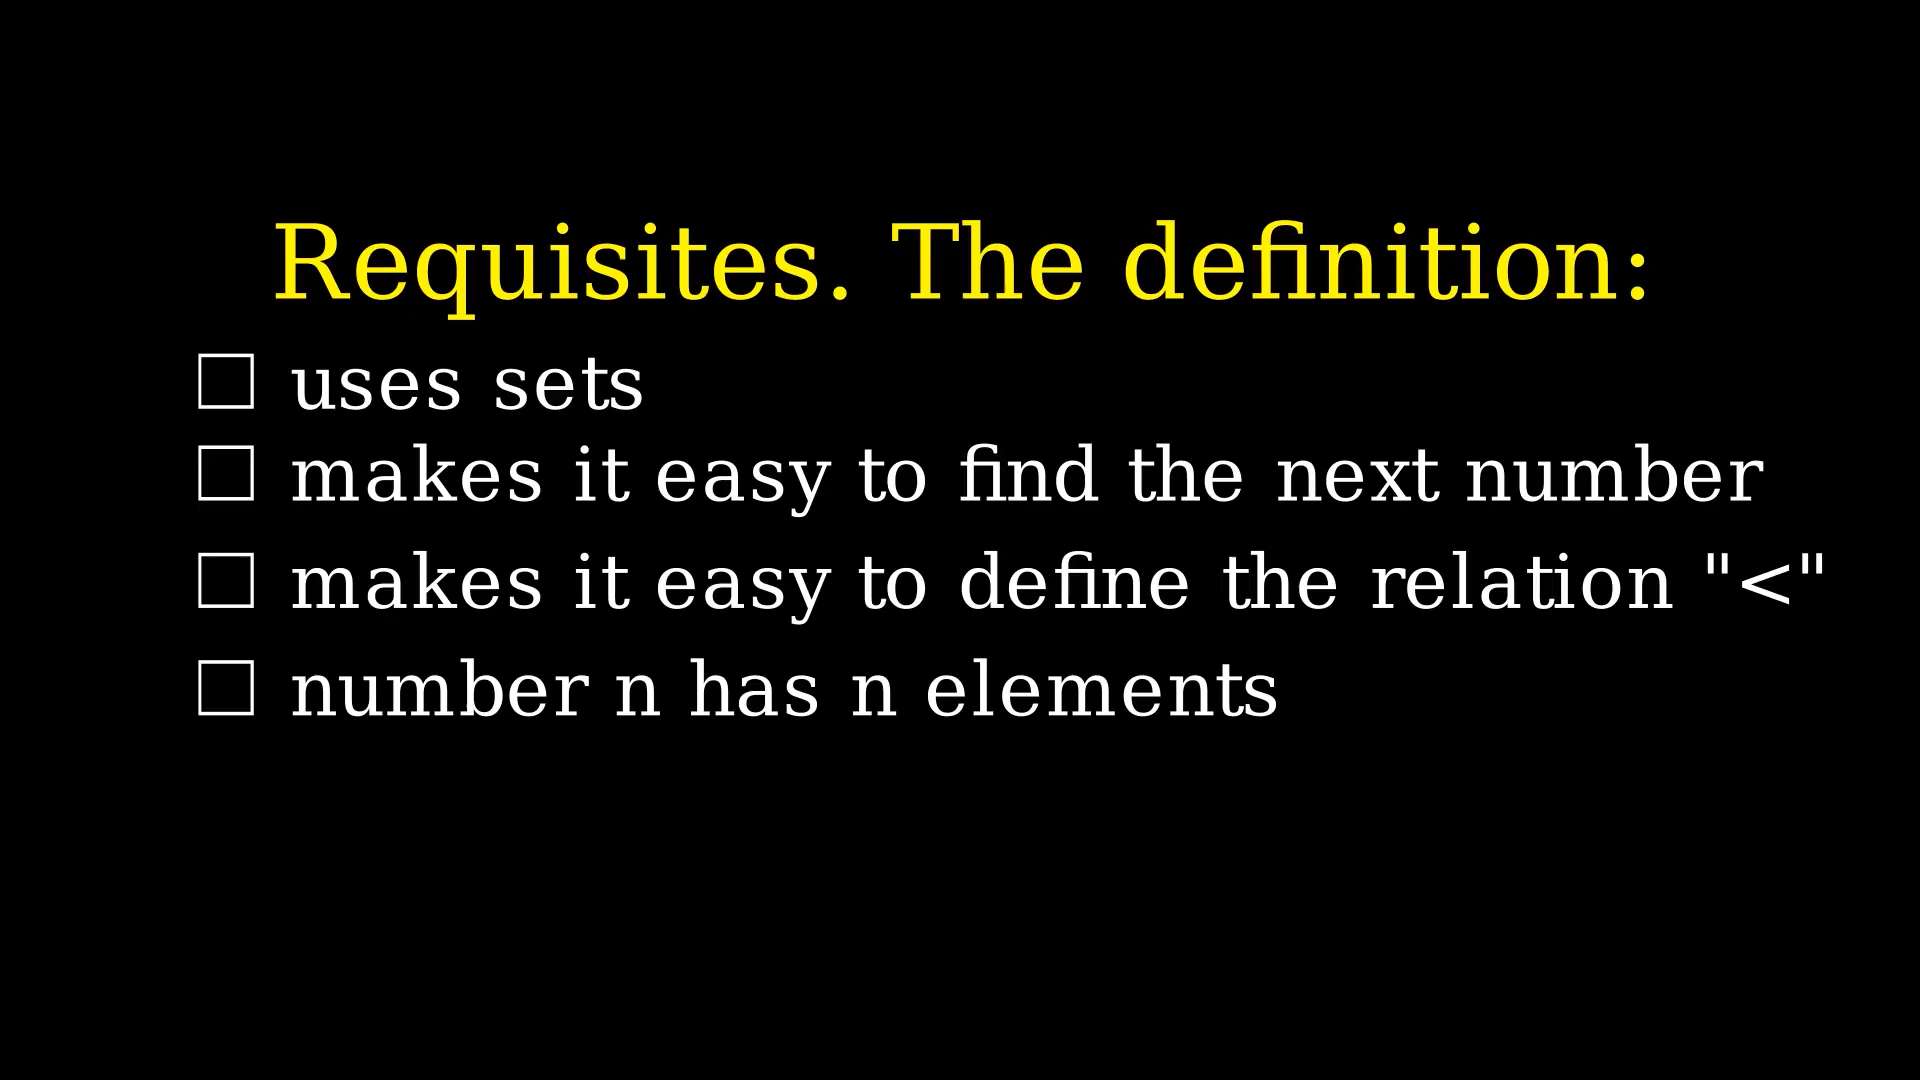 Requisites. The definition:
☐ uses sets
☐ makes it easy to find the next number
☐ makes it easy to define the relation "<"
☐ number n has n elements